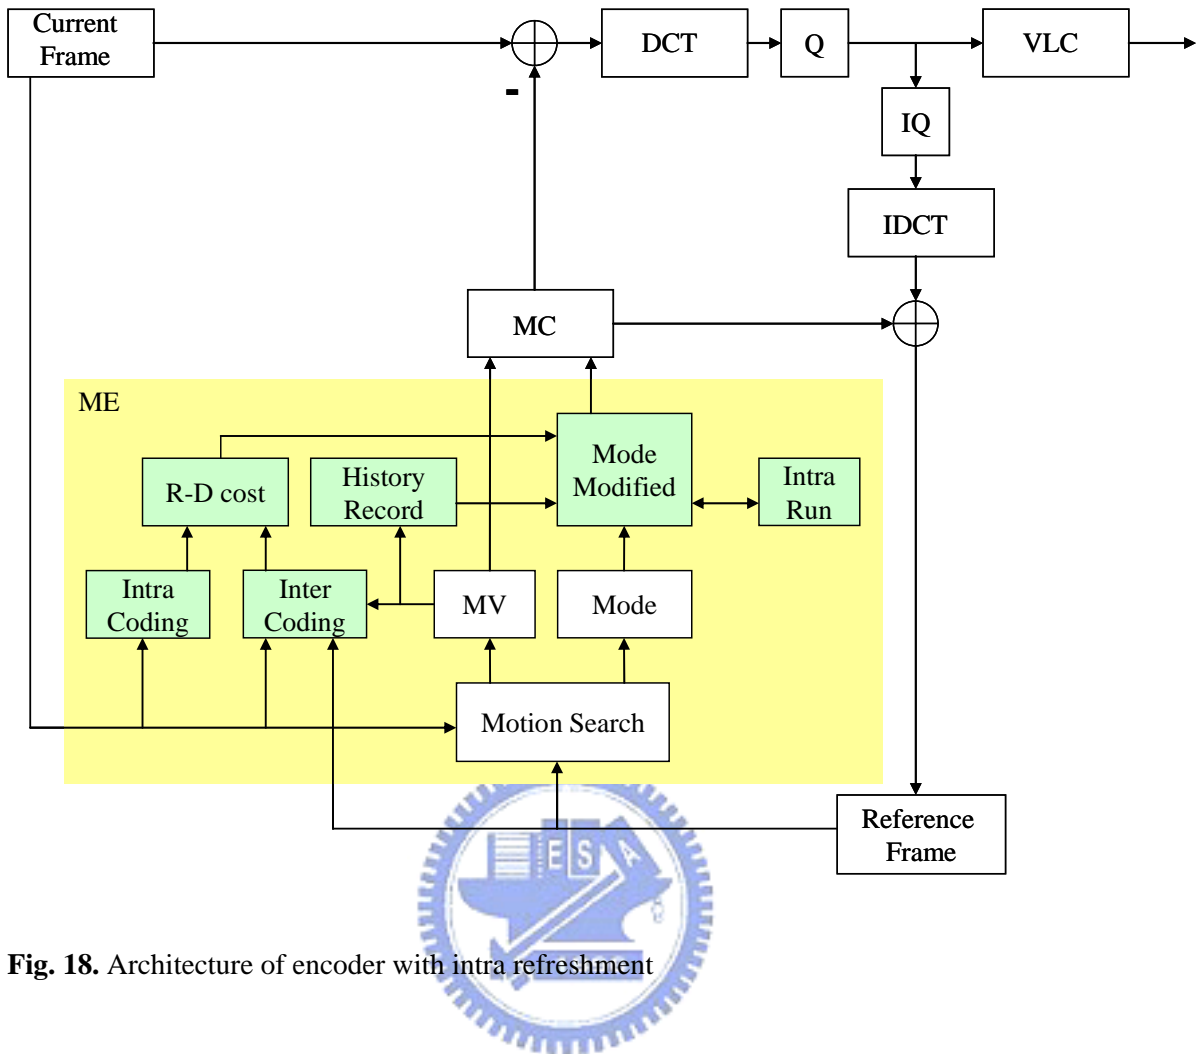 Current
Frame
DCT
Q
VLC
-
IQ
IDCT
MC
ME
R-D cost
History
Record
Mode
Modified
Intra
Run
Intra
Coding
Inter
Coding
MV
Mode
Motion Search
Reference
Frame
E S A
Fig. 18. Architecture of encoder with intra refreshment